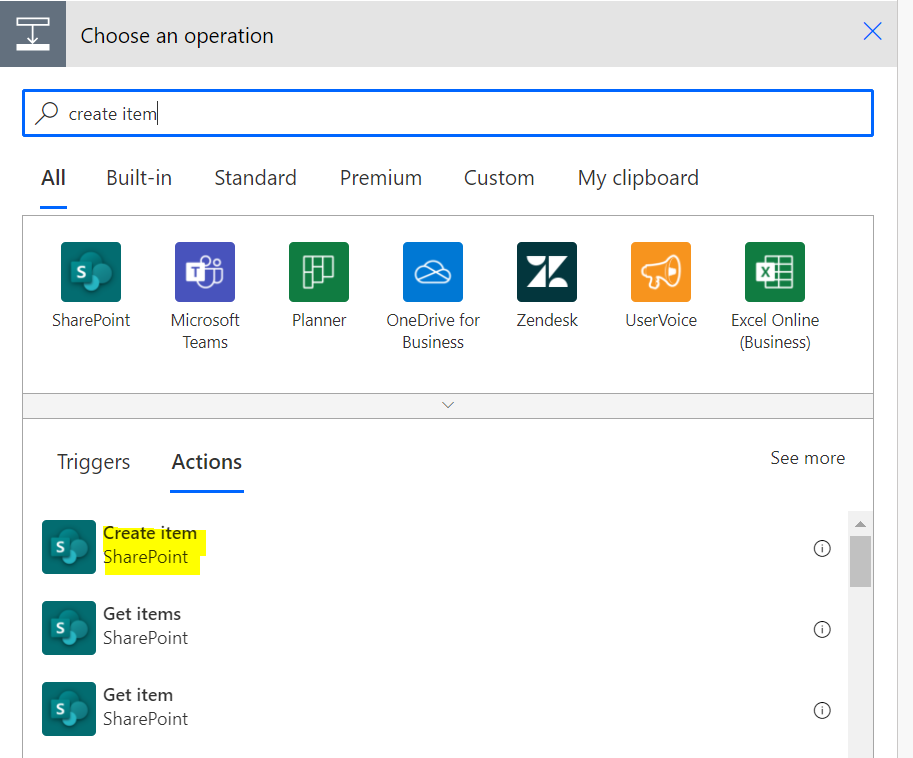 Choose an operation
create item
All Built-in Standard Premium Custom My clipboard
SharePoint Microsoft Teams Planner OneDrive for Business Zendesk UserVoice Excel Online (Business)
Triggers Actions See more
Create item
SharePoint
Get items
SharePoint
Get item
SharePoint